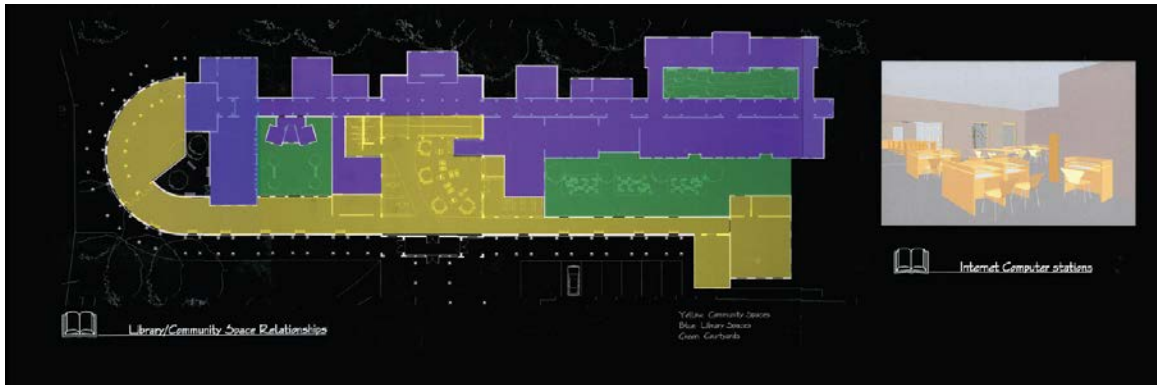 Library/Community Space Relationships
Yellow Community Spaces
Blue Library Spaces
Green Courtyards
Internet Computer stations